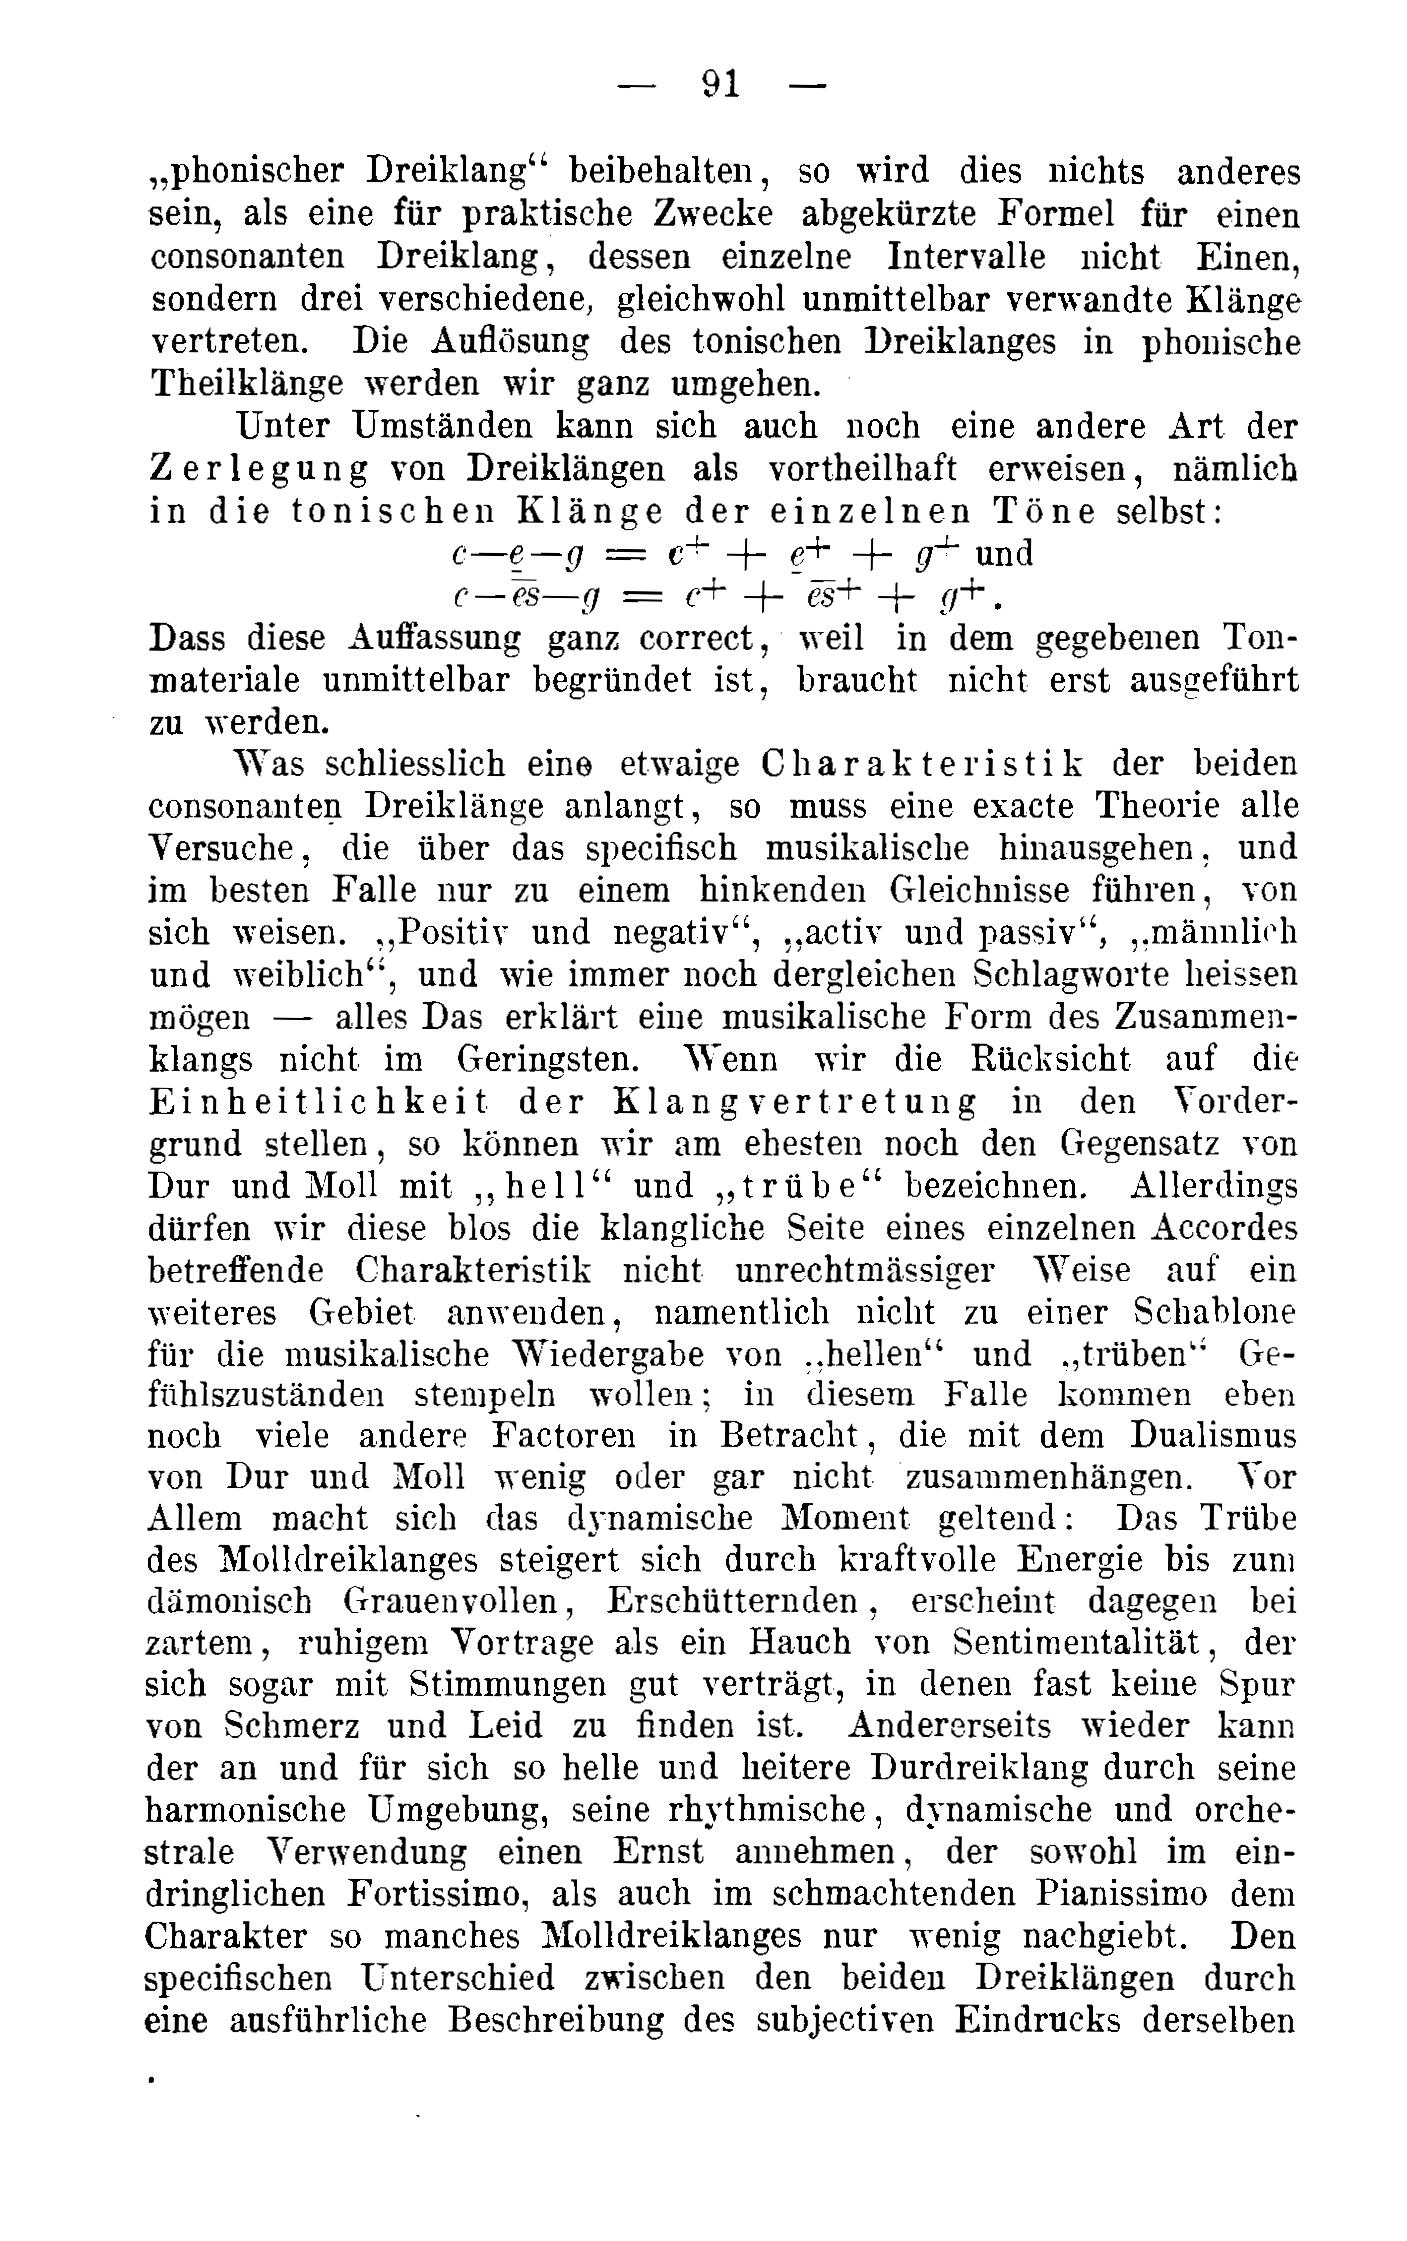 — 91 —
„phonischer Dreiklang“ beibehalten, so wird dies nichts anderes
sein, als eine für praktische Zwecke abgekürzte Formel für einen
consonanten Dreiklang, dessen einzelne Intervalle nicht Einen,
sondern drei verschiedene, gleichwohl unmittelbar verwandte Klänge
vertreten. Die Auflösung des tonischen Dreiklanges in phonische
Theilklänge werden wir ganz umgehen.
Unter Umständen kann sich auch noch eine andere Art der
Zerlegung von Dreiklängen als vortheilhaft erweisen, nämlich
in die tonischen Klänge der einzelnen Töne selbst:
c—e̲—g = c⁺ + e̲⁺ + g⁺ und
c—e̅s̅—g = c⁺ + e̅s̅⁺ + g⁺.
Dass diese Auffassung ganz correct, weil in dem gegebenen Ton-
materiale unmittelbar begründet ist, braucht nicht erst ausgeführt
zu werden.
Was schliesslich eine etwaige Charakteristik der beiden
consonanten Dreiklänge anlangt, so muss eine exacte Theorie alle
Versuche, die über das specifisch musikalische hinausgehen, und
im besten Falle nur zu einem hinkenden Gleichnisse führen, von
sich weisen. „Positiv und negativ“, „activ und passiv“, „männlich
und weiblich“, und wie immer noch dergleichen Schlagworte heissen
mögen — alles Das erklärt eine musikalische Form des Zusammen-
klangs nicht im Geringsten. Wenn wir die Rücksicht auf die
Einheitlichkeit der Klangvertretung in den Vorder-
grund stellen, so können wir am ehesten noch den Gegensatz von
Dur und Moll mit „hell“ und „trübe“ bezeichnen. Allerdings
dürfen wir diese blos die klangliche Seite eines einzelnen Accordes
betreffende Charakteristik nicht unrechtmässiger Weise auf ein
weiteres Gebiet anwenden, namentlich nicht zu einer Schablone
für die musikalische Wiedergabe von „hellen“ und „trüben“ Ge-
fühlszuständen stempeln wollen; in diesem Falle kommen eben
noch viele andere Factoren in Betracht, die mit dem Dualismus
von Dur und Moll wenig oder gar nicht zusammenhängen. Vor
Allem macht sich das dynamische Moment geltend: Das Trübe
des Molldreiklanges steigert sich durch kraftvolle Energie bis zum
dämonisch Grauenvollen, Erschütternden, erscheint dagegen bei
zartem, ruhigem Vortrage als ein Hauch von Sentimentalität, der
sich sogar mit Stimmungen gut verträgt, in denen fast keine Spur
von Schmerz und Leid zu finden ist. Andererseits wieder kann
der an und für sich so helle und heitere Durdreiklang durch seine
harmonische Umgebung, seine rhythmische, dynamische und orche-
strale Verwendung einen Ernst annehmen, der sowohl im ein-
dringlichen Fortissimo, als auch im schmachtenden Pianissimo dem
Charakter so manches Molldreiklanges nur wenig nachgiebt. Den
specifischen Unterschied zwischen den beiden Dreiklängen durch
eine ausführliche Beschreibung des subjectiven Eindrucks derselben